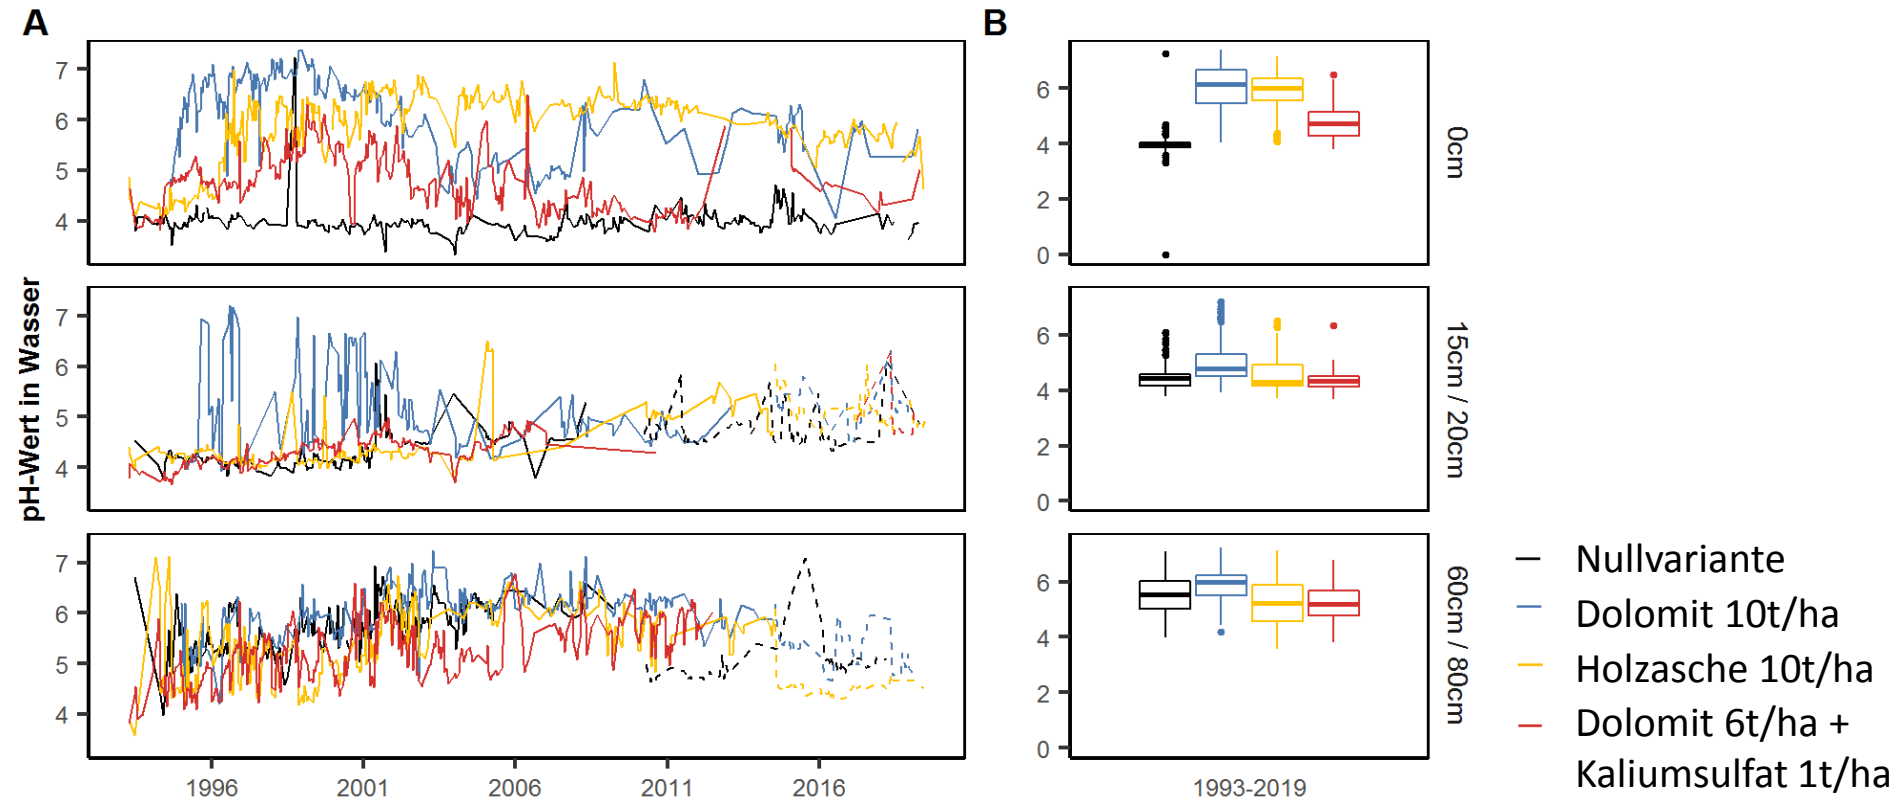 A
B
7
6
5
4
6
4
2
0
0cm
pH-Wert in Wasser
7
6
5
4
6
4
2
0
15cm / 20cm
7
6
5
4
6
4
2
0
60cm / 80cm
1996
2001
2006
2011
2016
1993-2019
Nullvariante
Dolomit 10t/ha
Holzasche 10t/ha
Dolomit 6t/ha +
Kaliumsulfat 1t/ha